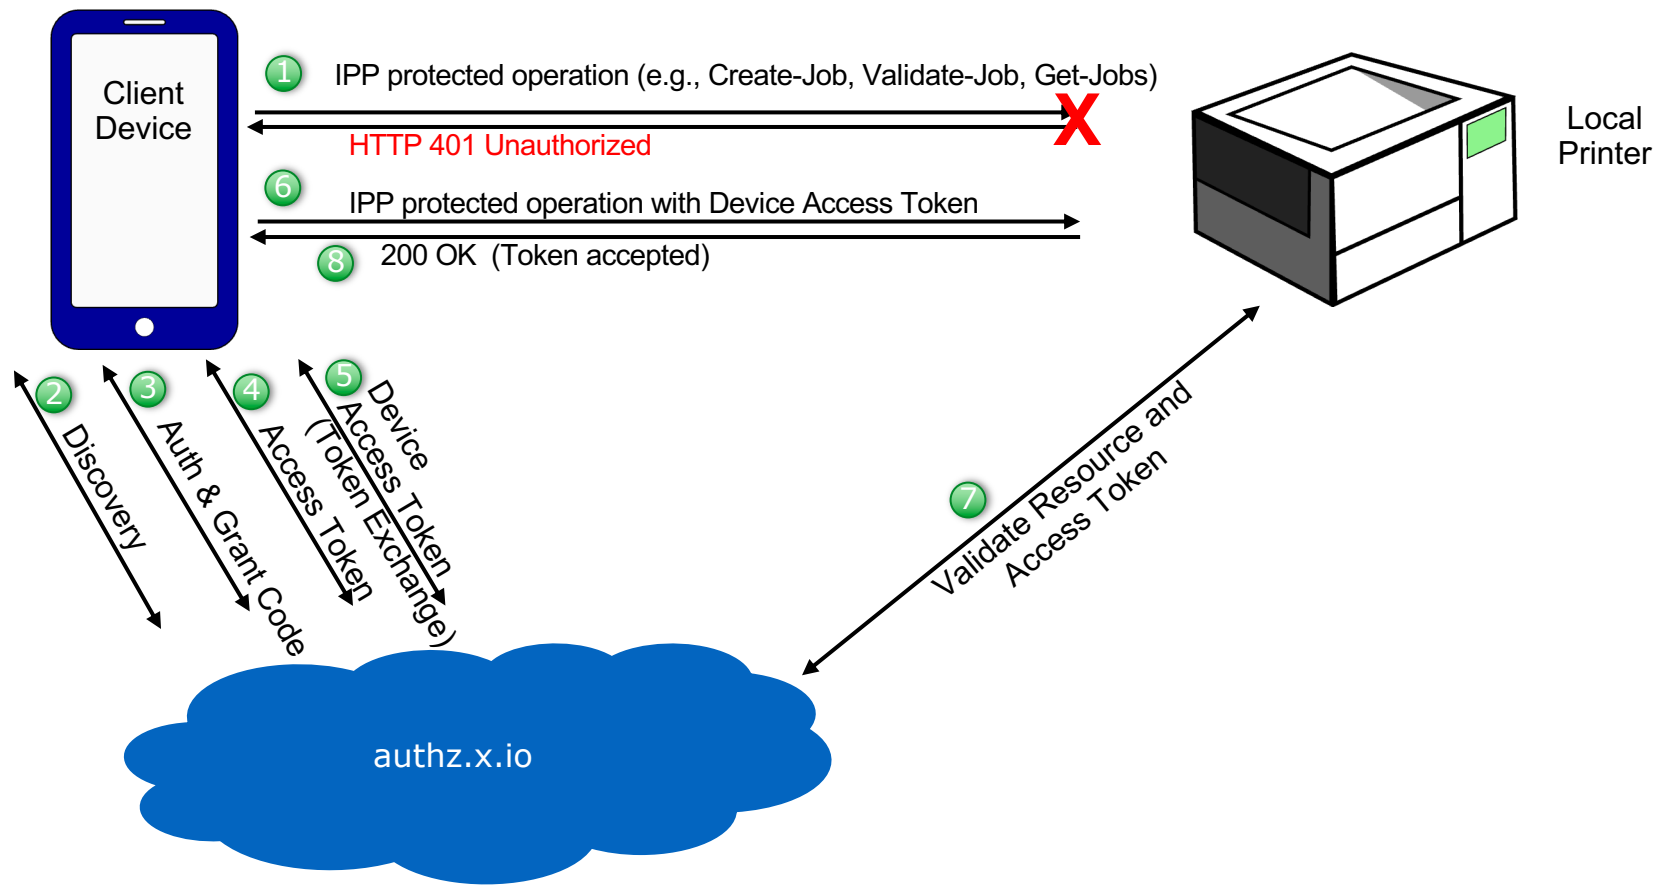 Client
Device
1
IPP protected operation (e.g., Create-Job, Validate-Job, Get-Jobs)
X
HTTP 401 Unauthorized
Local
Printer
6
IPP protected operation with Device Access Token
8
200 OK  (Token accepted)
2
Discovery
3
Auth & Grant Code
4
Access Token
5
Device
Access Token
(Token Exchange)
7
Validate Resource and
Access Token
authz.x.io